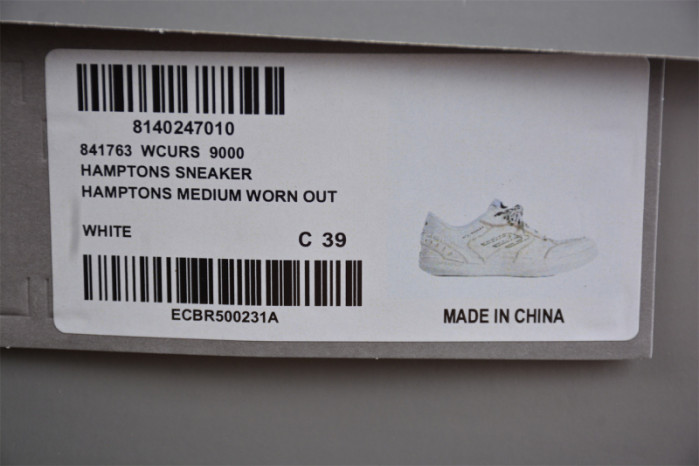 8140247010
841763 WCURS 9000
HAMPTONS SNEAKER
HAMPTONS MEDIUM WORN OUT
WHITE
C 39
ECBR500231A
MADE IN CHINA